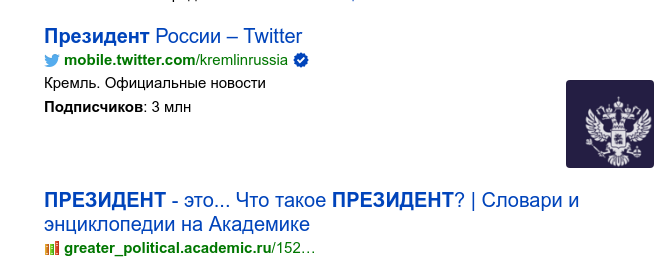 Президент России – Twitter
mobile.twitter.com/kremlinrussia
Кремль. Официальные новости
Подписчиков: 3 млн
ПРЕЗИДЕНТ - это... Что такое ПРЕЗИДЕНТ? | Словари и
энциклопедии на Академике
greater_political.academic.ru/152...